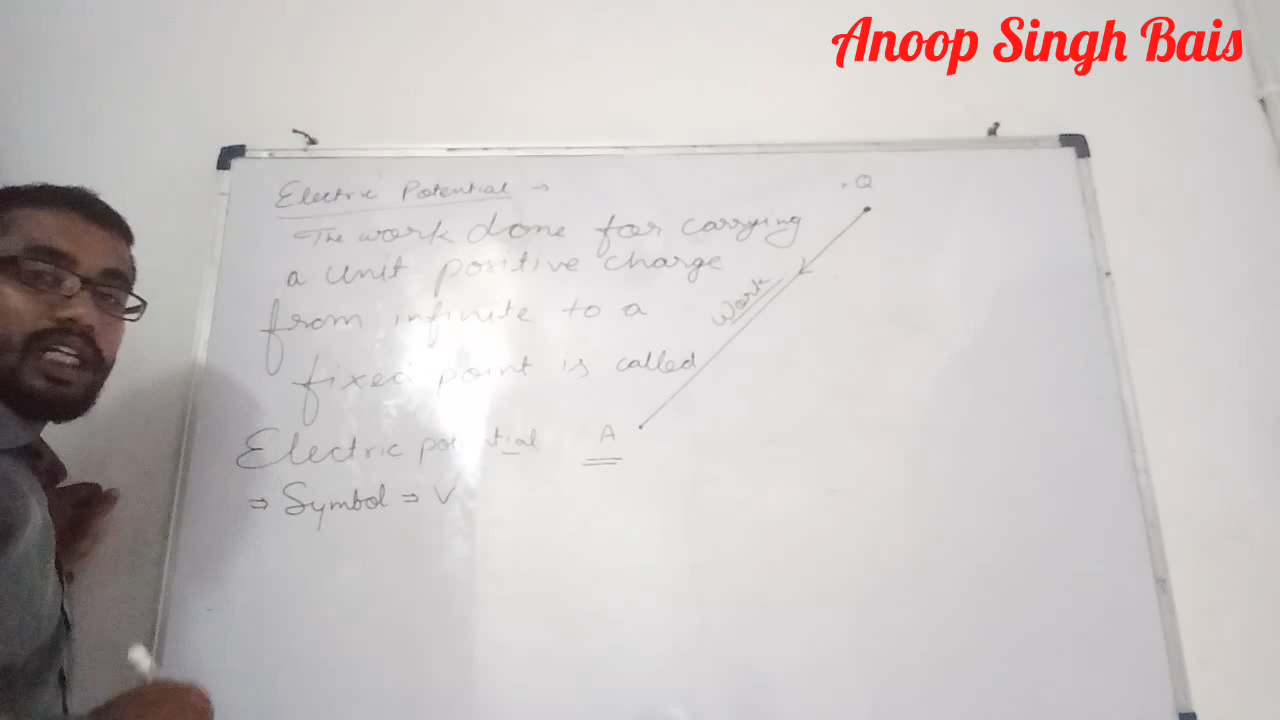 Anoop Singh Bais
Electric Potential →
The work done for carrying
a unit positive charge
from infinite to a
fixed point is called
Electric potential
⇒ Symbol ⇒ V
Q
Work
A